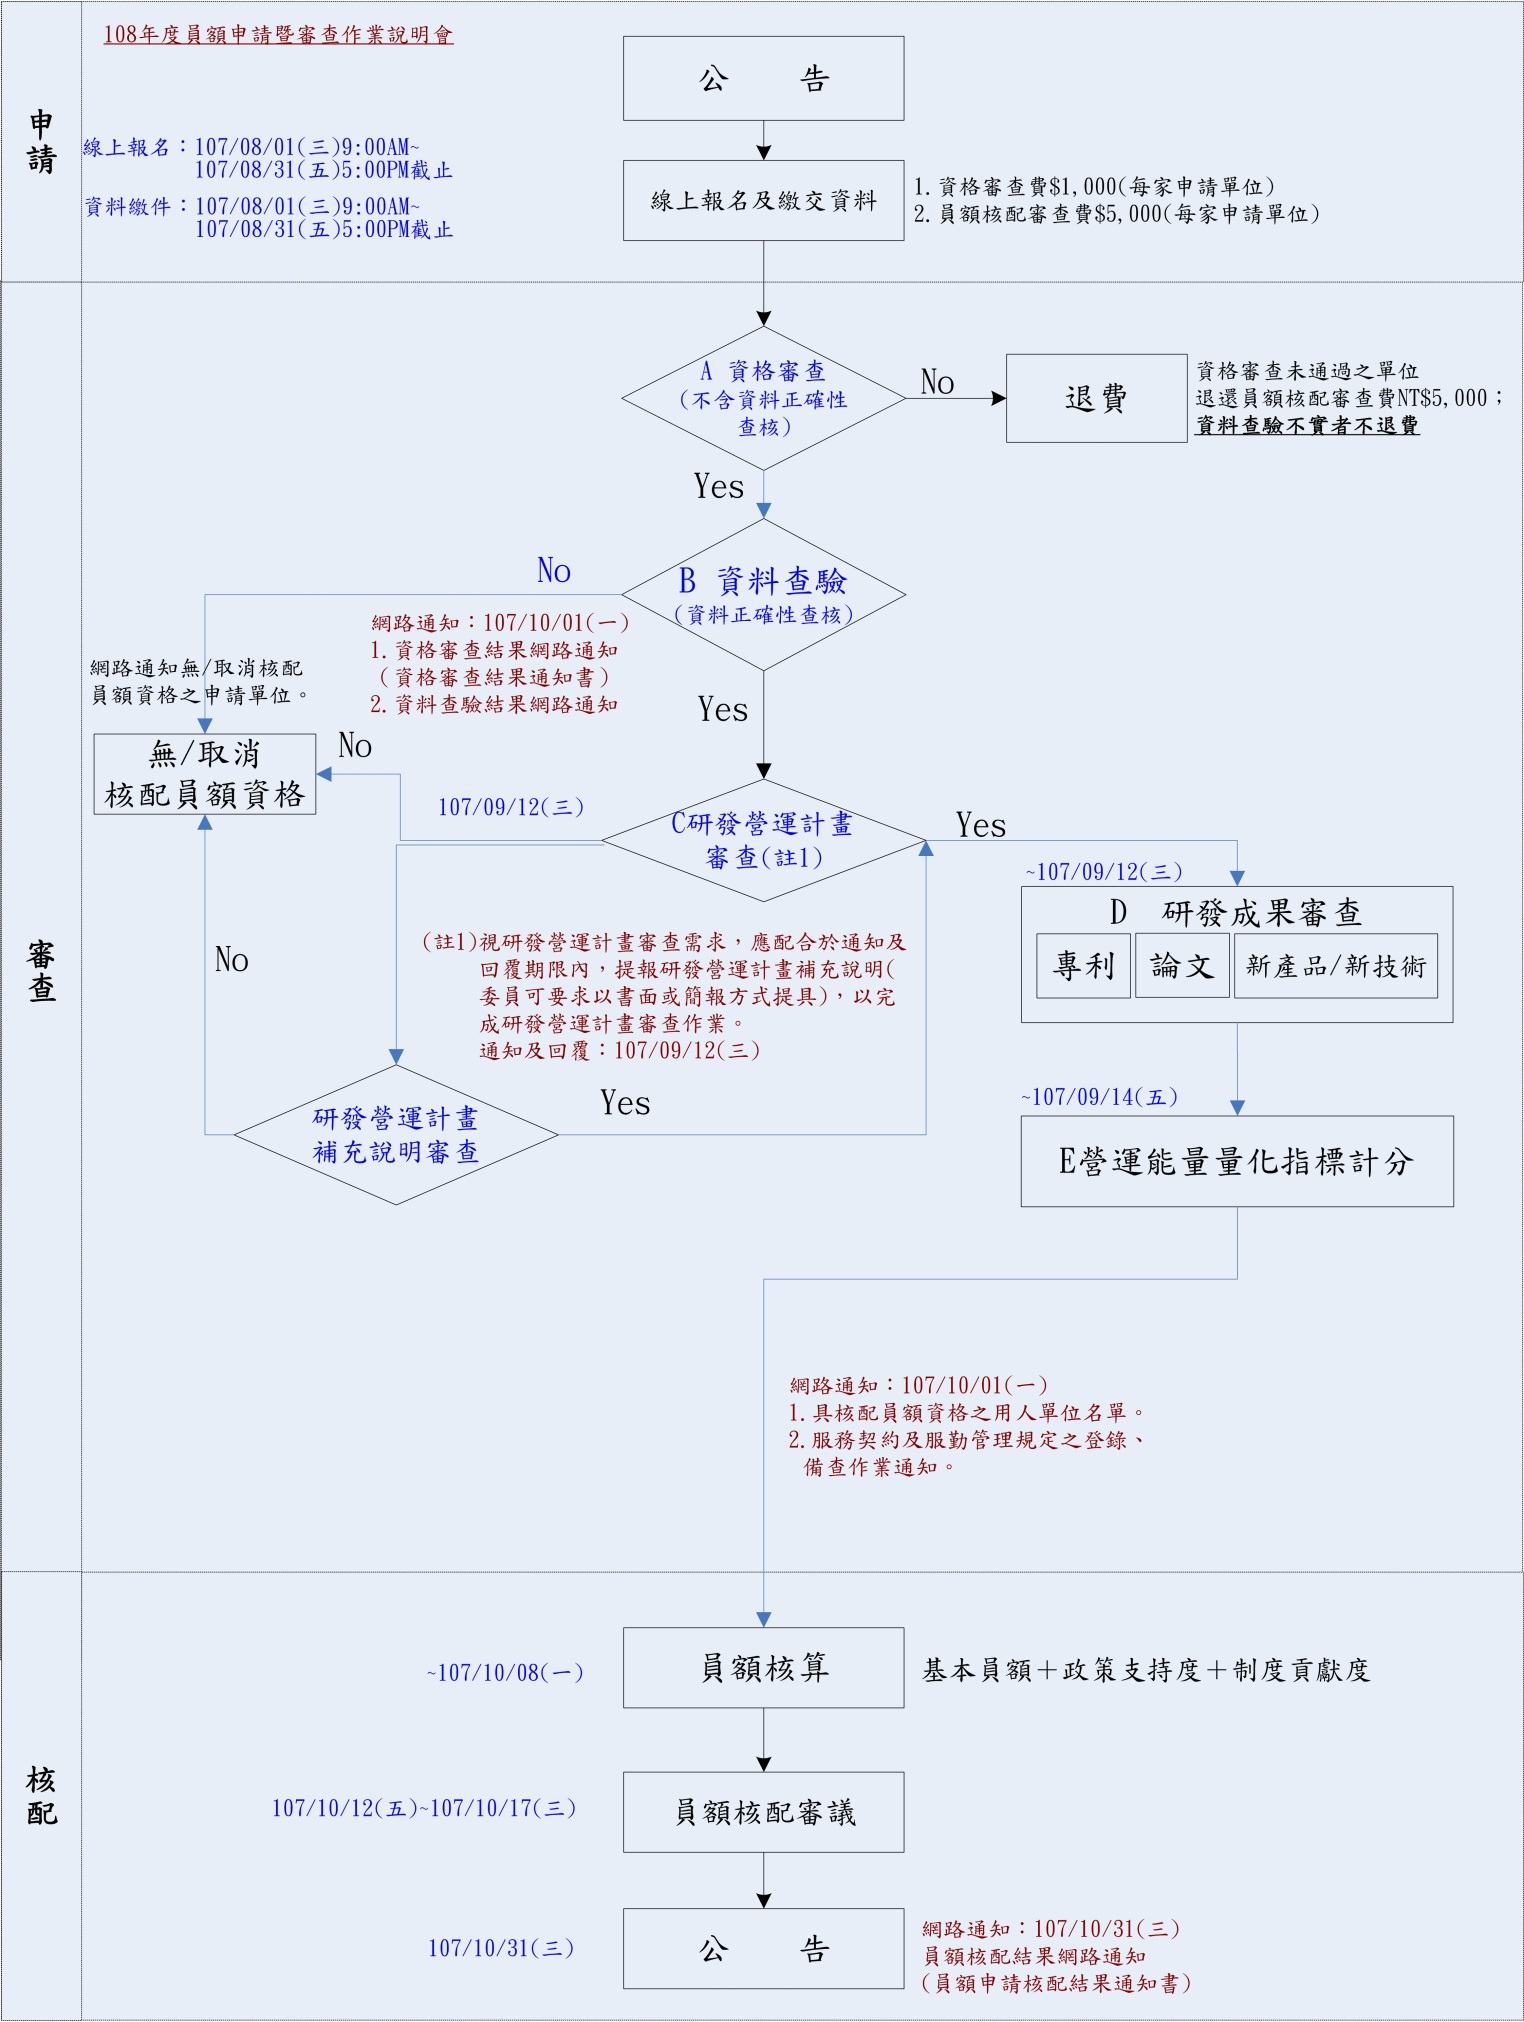 108年度員額申請暨審查作業說明會
公 告
申請
線上報名：107/08/01(三)9:00AM~
107/08/31(五)5:00PM截止
資料繳件：107/08/01(三)9:00AM~
107/08/31(五)5:00PM截止
線上報名及繳交資料
1.資格審查費$1,000(每家申請單位)
2.員額核配審查費$5,000(每家申請單位)
審查
A 資格審查
(不含資料正確性
查核)
No
退費
資格審查未通過之單位
退還員額核配審查費NT$5,000；
資料查驗不實者不退費
Yes
B 資料查驗
(資料正確性查核)
No
網路通知：107/10/01(一)
1.資格審查結果網路通知
(資格審查結果通知書)
2.資料查驗結果網路通知
網路通知無/取消核配
員額資格之申請單位。
Yes
無/取消
核配員額資格
No
107/09/12(三)
C研發營運計畫
審查(註1)
Yes
~107/09/12(三)
D 研發成果審查
專利
論文
新產品/新技術
No
(註1)視研發營運計畫審查需求，應配合於通知及
回覆期限內，提報研發營運計畫補充說明(
委員可要求以書面或簡報方式提具)，以完
成研發營運計畫審查作業。
通知及回覆：107/09/12(三)
研發營運計畫
補充說明審查
Yes
~107/09/14(五)
E營運能量量化指標計分
網路通知：107/10/01(一)
1.具核配員額資格之用人單位名單。
2.服務契約及服勤管理規定之登錄、
備查作業通知。
核配
~107/10/08(一)
員額核算
基本員額＋政策支持度＋制度貢獻度
107/10/12(五)~107/10/17(三)
員額核配審議
107/10/31(三)
公 告
網路通知：107/10/31(三)
員額核配結果網路通知
(員額申請核配結果通知書)